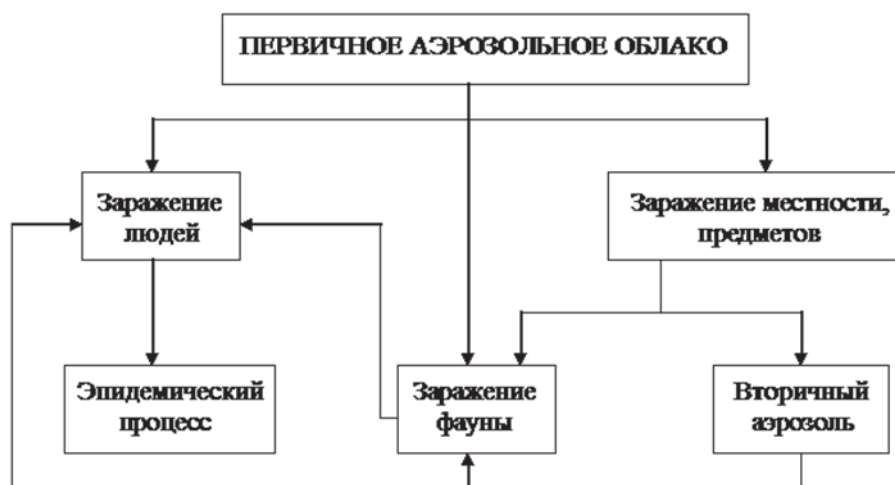 ПЕРВИЧНОЕ АЭРОЗОЛЬНОЕ ОБЛАКО
Заражение
людей
Заражение местности,
предметов
Эпидемический
процесс
Заражение
фауны
Вторичный
аэрозоль